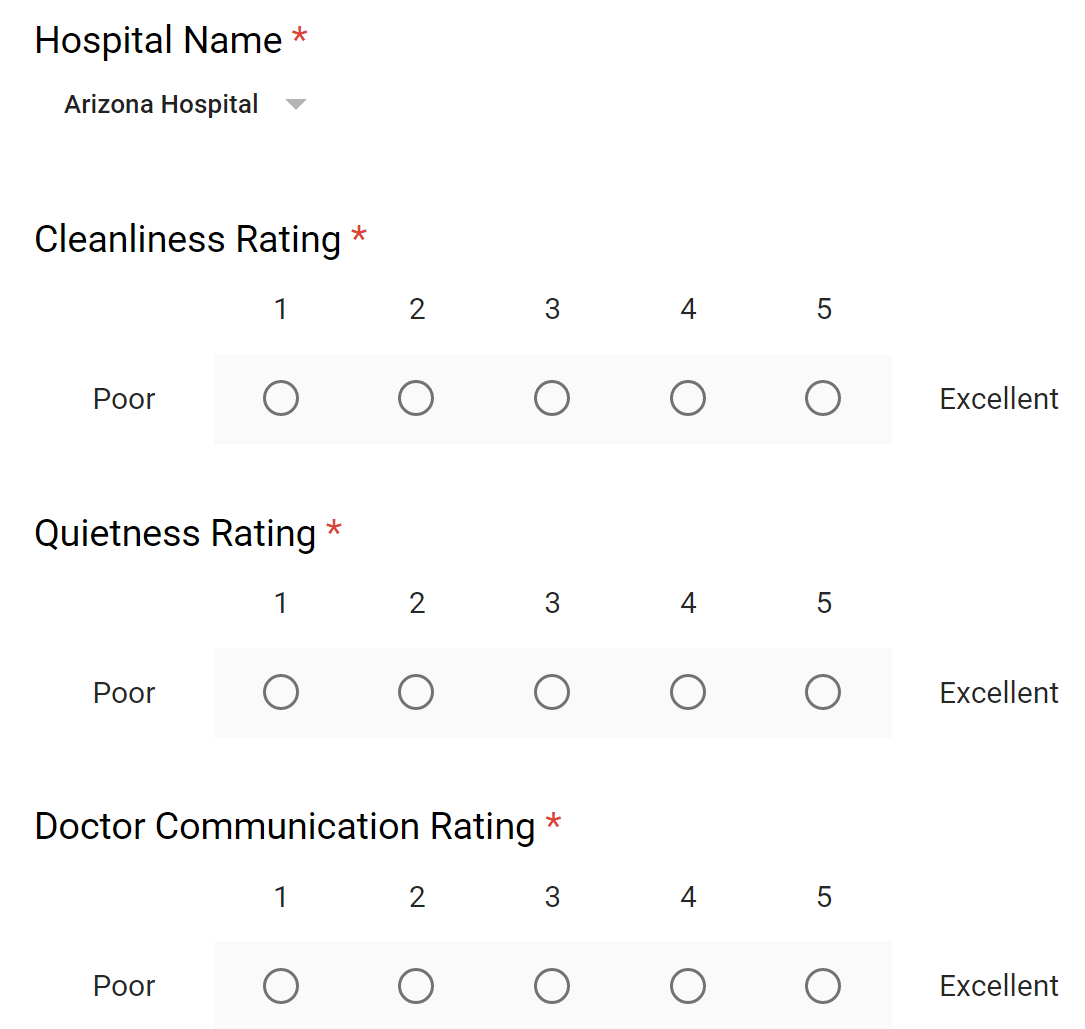 Hospital Name *
Arizona Hospital
Cleanliness Rating *
1 2 3 4 5
Poor Excellent
Quietness Rating *
1 2 3 4 5
Poor Excellent
Doctor Communication Rating *
1 2 3 4 5
Poor Excellent